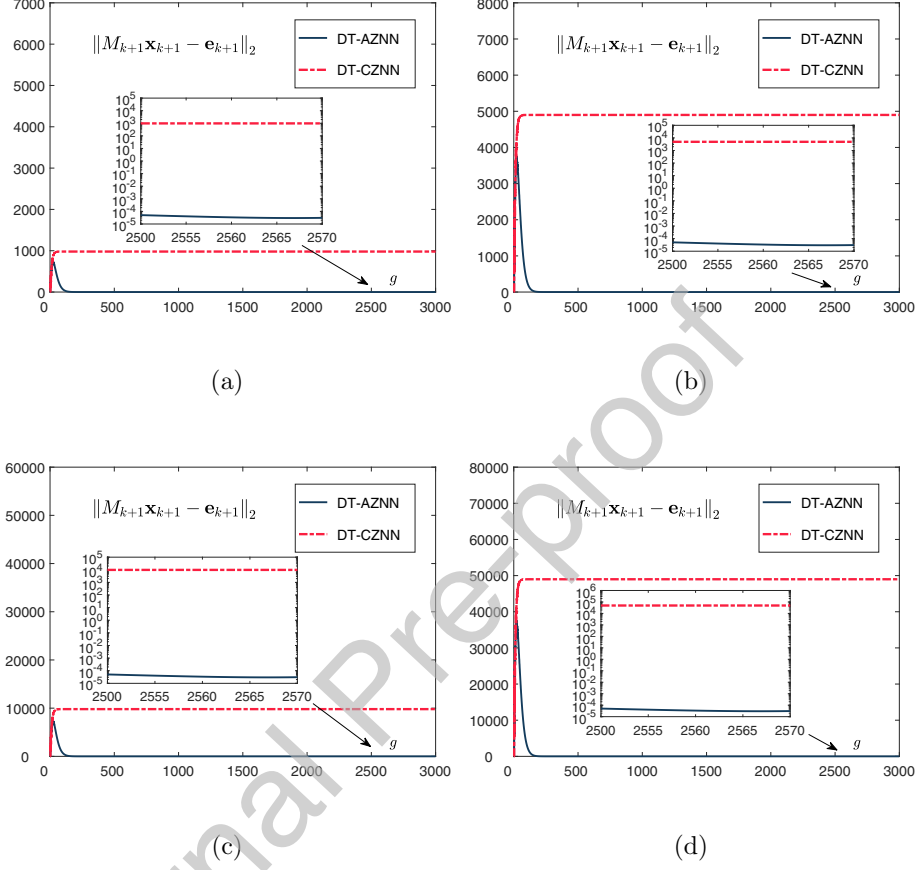 7000
6000
5000
4000
3000
2000
1000
0
‖M_{k+1}𝐱_{k+1} − 𝐞_{k+1}‖_2
DT-AZNN
DT-CZNN
10^5
10^4
10^3
10^2
10^1
10^0
10^-1
10^-2
10^-3
10^-4
10^-5
2500 2555 2560 2565 2570
g
0 500 1000 1500 2000 2500 3000
(a)
8000
7000
6000
5000
4000
3000
2000
1000
0
‖M_{k+1}𝐱_{k+1} − 𝐞_{k+1}‖_2
DT-AZNN
DT-CZNN
10^5
10^4
10^3
10^2
10^1
10^0
10^-1
10^-2
10^-3
10^-4
10^-5
2500 2555 2560 2565 2570
g
0 500 1000 1500 2000 2500 3000
(b)
60000
50000
40000
30000
20000
10000
0
‖M_{k+1}𝐱_{k+1} − 𝐞_{k+1}‖_2
DT-AZNN
DT-CZNN
10^5
10^4
10^3
10^2
10^1
10^0
10^-1
10^-2
10^-3
10^-4
10^-5
2500 2555 2560 2565 2570
g
0 500 1000 1500 2000 2500 3000
(c)
80000
70000
60000
50000
40000
30000
20000
10000
0
‖M_{k+1}𝐱_{k+1} − 𝐞_{k+1}‖_2
DT-AZNN
DT-CZNN
10^6
10^5
10^4
10^3
10^2
10^1
10^0
10^-1
10^-2
10^-3
10^-4
10^-5
2500 2555 2560 2565 2570
g
0 500 1000 1500 2000 2500 3000
(d)
rnal Pre-proof